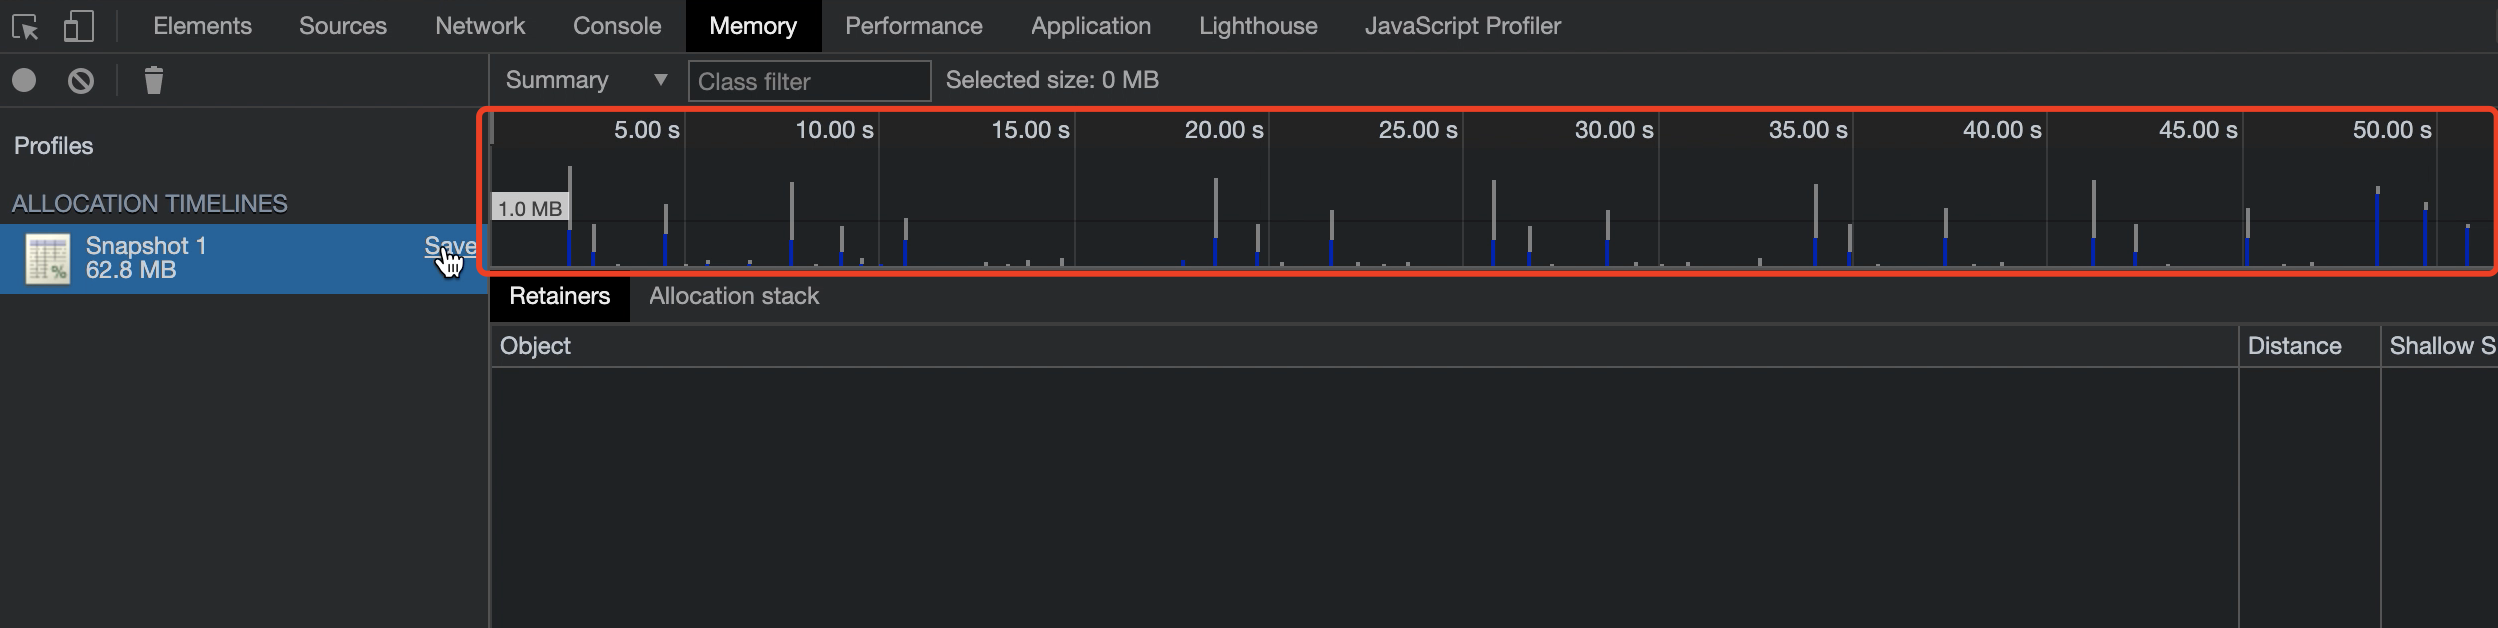 Elements Sources Network Console Memory Performance Application Lighthouse JavaScript Profiler
Summary ▼ Class filter Selected size: 0 MB
5.00 s 10.00 s 15.00 s 20.00 s 25.00 s 30.00 s 35.00 s 40.00 s 45.00 s 50.00 s
1.0 MB
Profiles
ALLOCATION TIMELINES
Snapshot 1 Save
62.8 MB
%
Retainers Allocation stack
Object Distance Shallow S